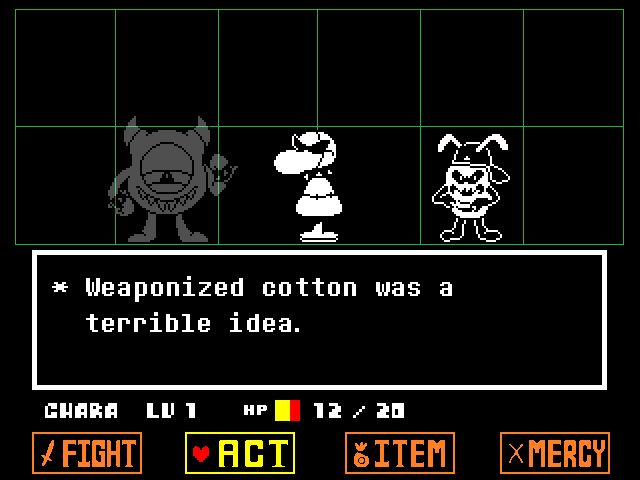 * Weaponized cotton was a
terrible idea.
CHARA LV 1 HP 12 / 20
FIGHT ACT ITEM MERCY